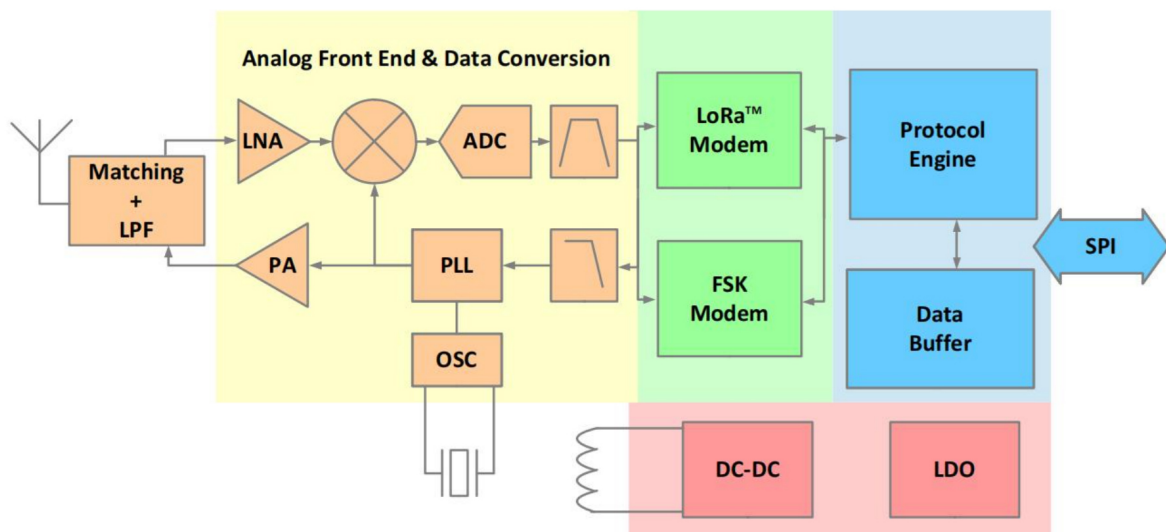 Analog Front End & Data Conversion
LNA
ADC
LoRa™
Modem
Protocol
Engine
Matching
+
LPF
PA
PLL
FSK
Modem
SPI
Data
Buffer
OSC
DC-DC
LDO